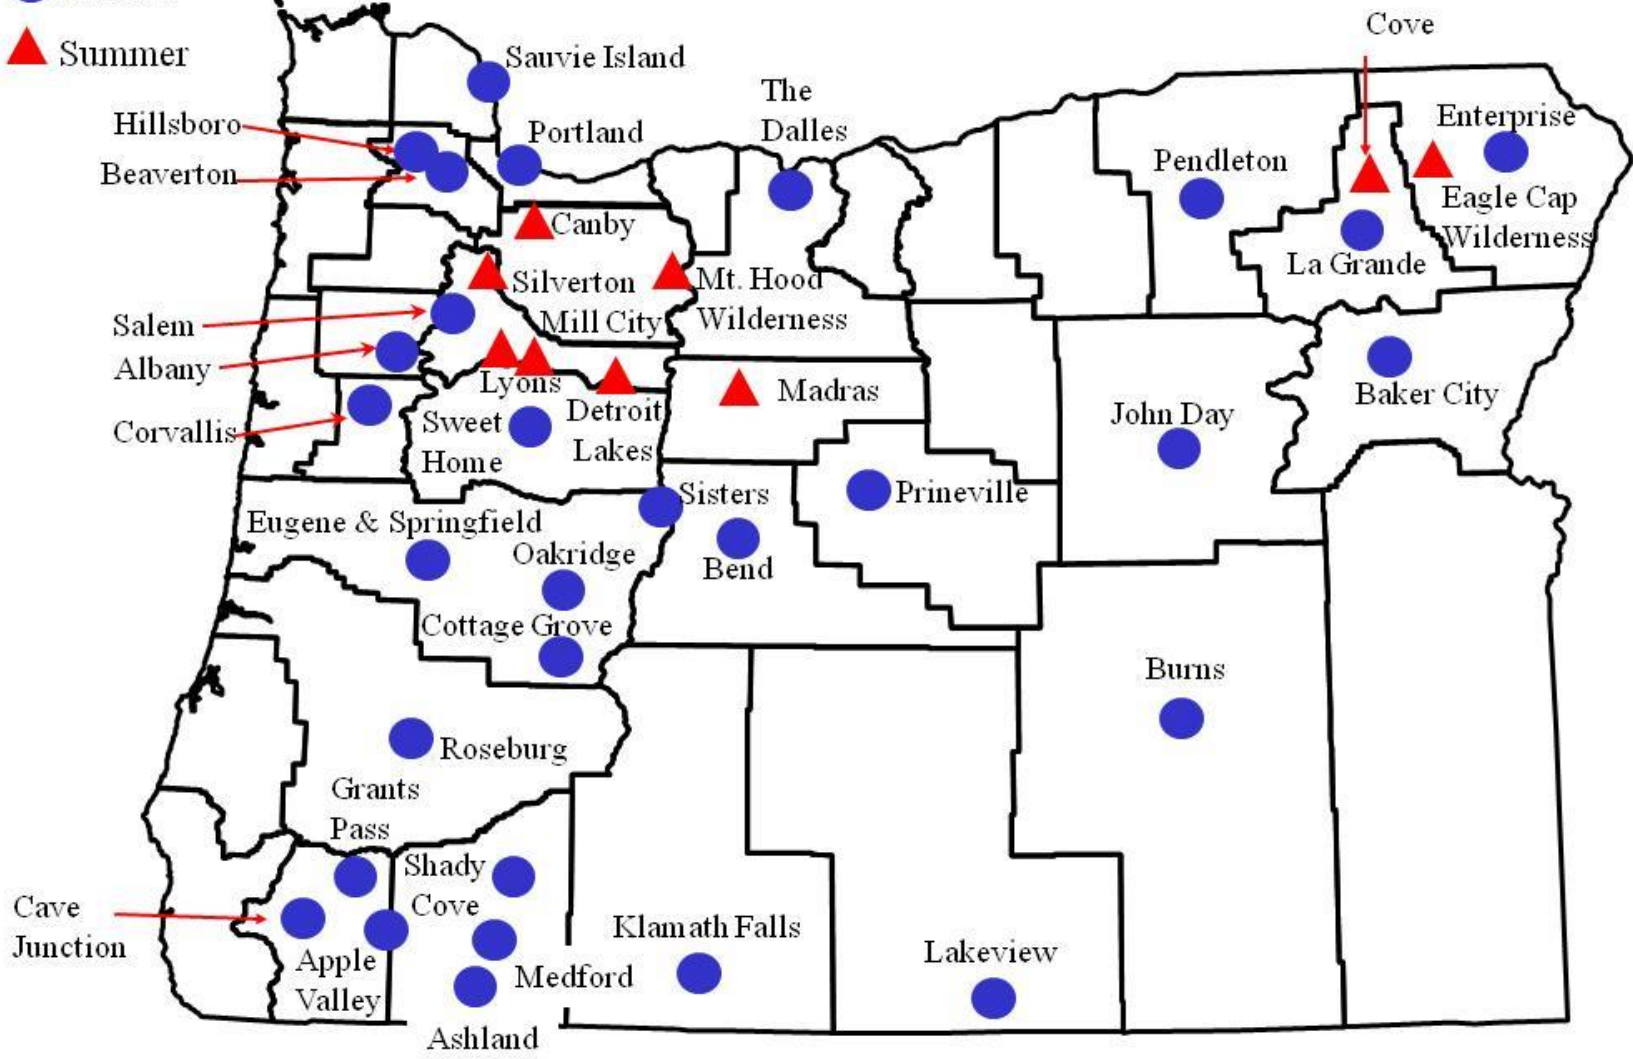 Summer
Cove
Sauvie Island
The
Dalles
Hillsboro
Portland
Enterprise
Beaverton
Pendleton
Eagle Cap
Wilderness
Canby
La Grande
Silverton
Mt. Hood
Wilderness
Salem
Mill City
Albany
Lyons
Madras
Baker City
Detroit
Lakes
Sweet
Home
John Day
Corvallis
Sisters
Prineville
Eugene & Springfield
Oakridge
Bend
Cottage Grove
Burns
Roseburg
Grants
Pass
Shady
Cove
Cave
Junction
Klamath Falls
Lakeview
Apple
Valley
Medford
Ashland